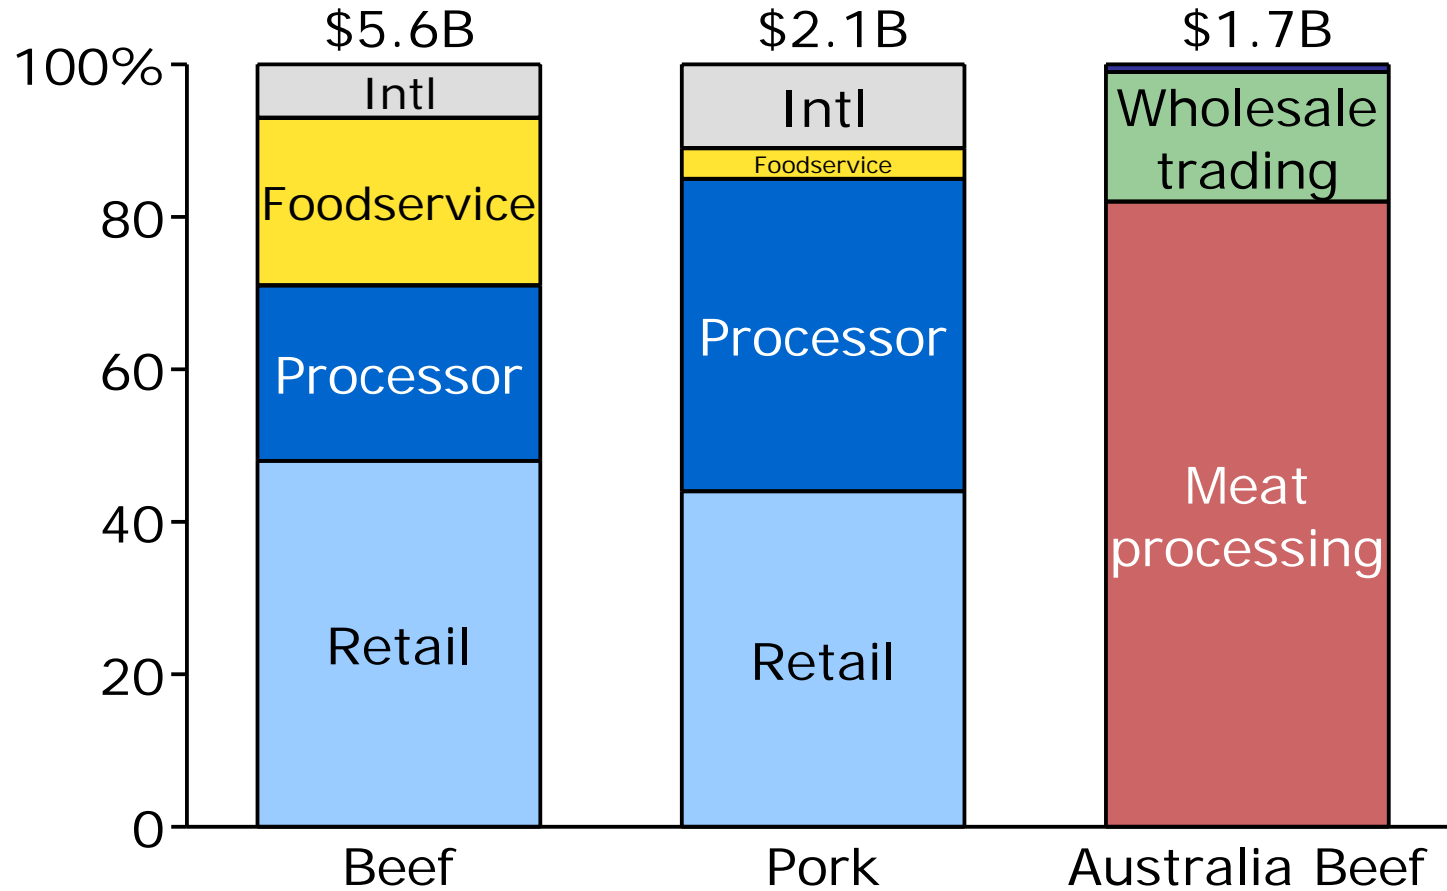 $5.6B
$2.1B
$1.7B
100%
80
60
40
20
0
Intl
Foodservice
Processor
Retail
Intl
Foodservice
Processor
Retail
Wholesale
trading
Meat
processing
Beef
Pork
Australia Beef